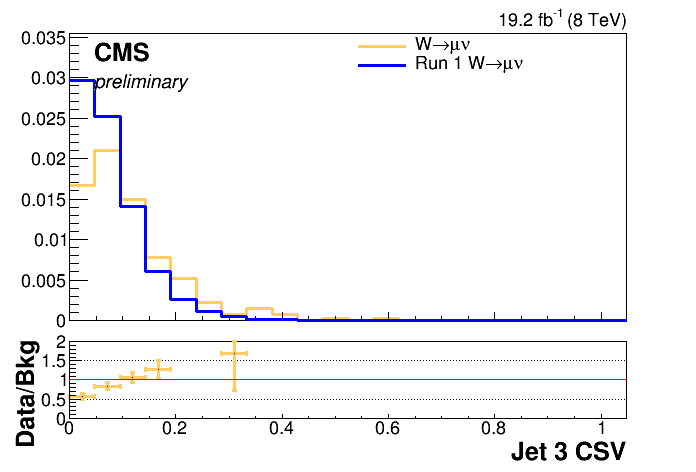 19.2 fb⁻¹ (8 TeV)
CMS
preliminary
W→μν
Run 1 W→μν
0.035
0.03
0.025
0.02
0.015
0.01
0.005
0
Data/Bkg
2
1.5
1
0.5
0
0 0.2 0.4 0.6 0.8 1
Jet 3 CSV